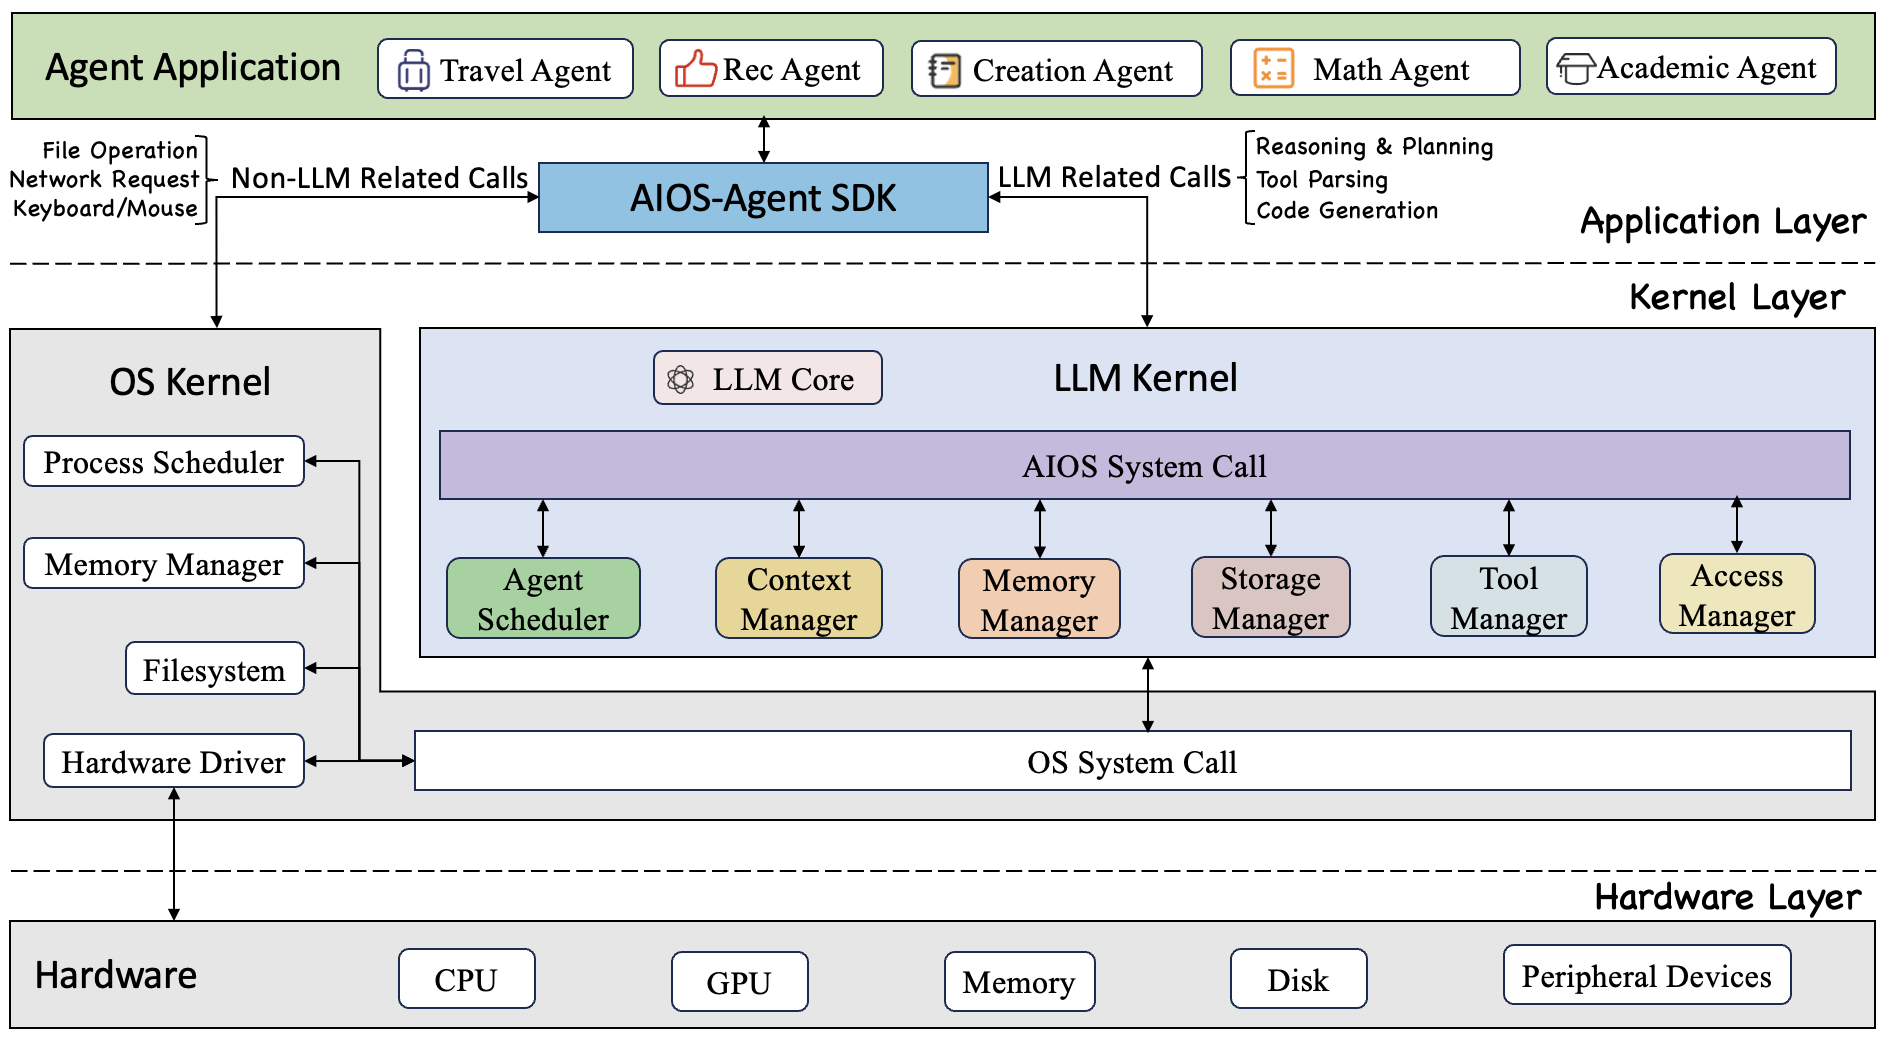 Agent Application
Travel Agent
Rec Agent
Creation Agent
Math Agent
Academic Agent
File Operation
Network Request
Keyboard/Mouse
Non-LLM Related Calls
AIOS-Agent SDK
LLM Related Calls
Reasoning & Planning
Tool Parsing
Code Generation
Application Layer
Kernel Layer
OS Kernel
Process Scheduler
Memory Manager
Filesystem
Hardware Driver
LLM Core
LLM Kernel
AIOS System Call
Agent
Scheduler
Context
Manager
Memory
Manager
Storage
Manager
Tool
Manager
Access
Manager
OS System Call
Hardware Layer
Hardware
CPU
GPU
Memory
Disk
Peripheral Devices